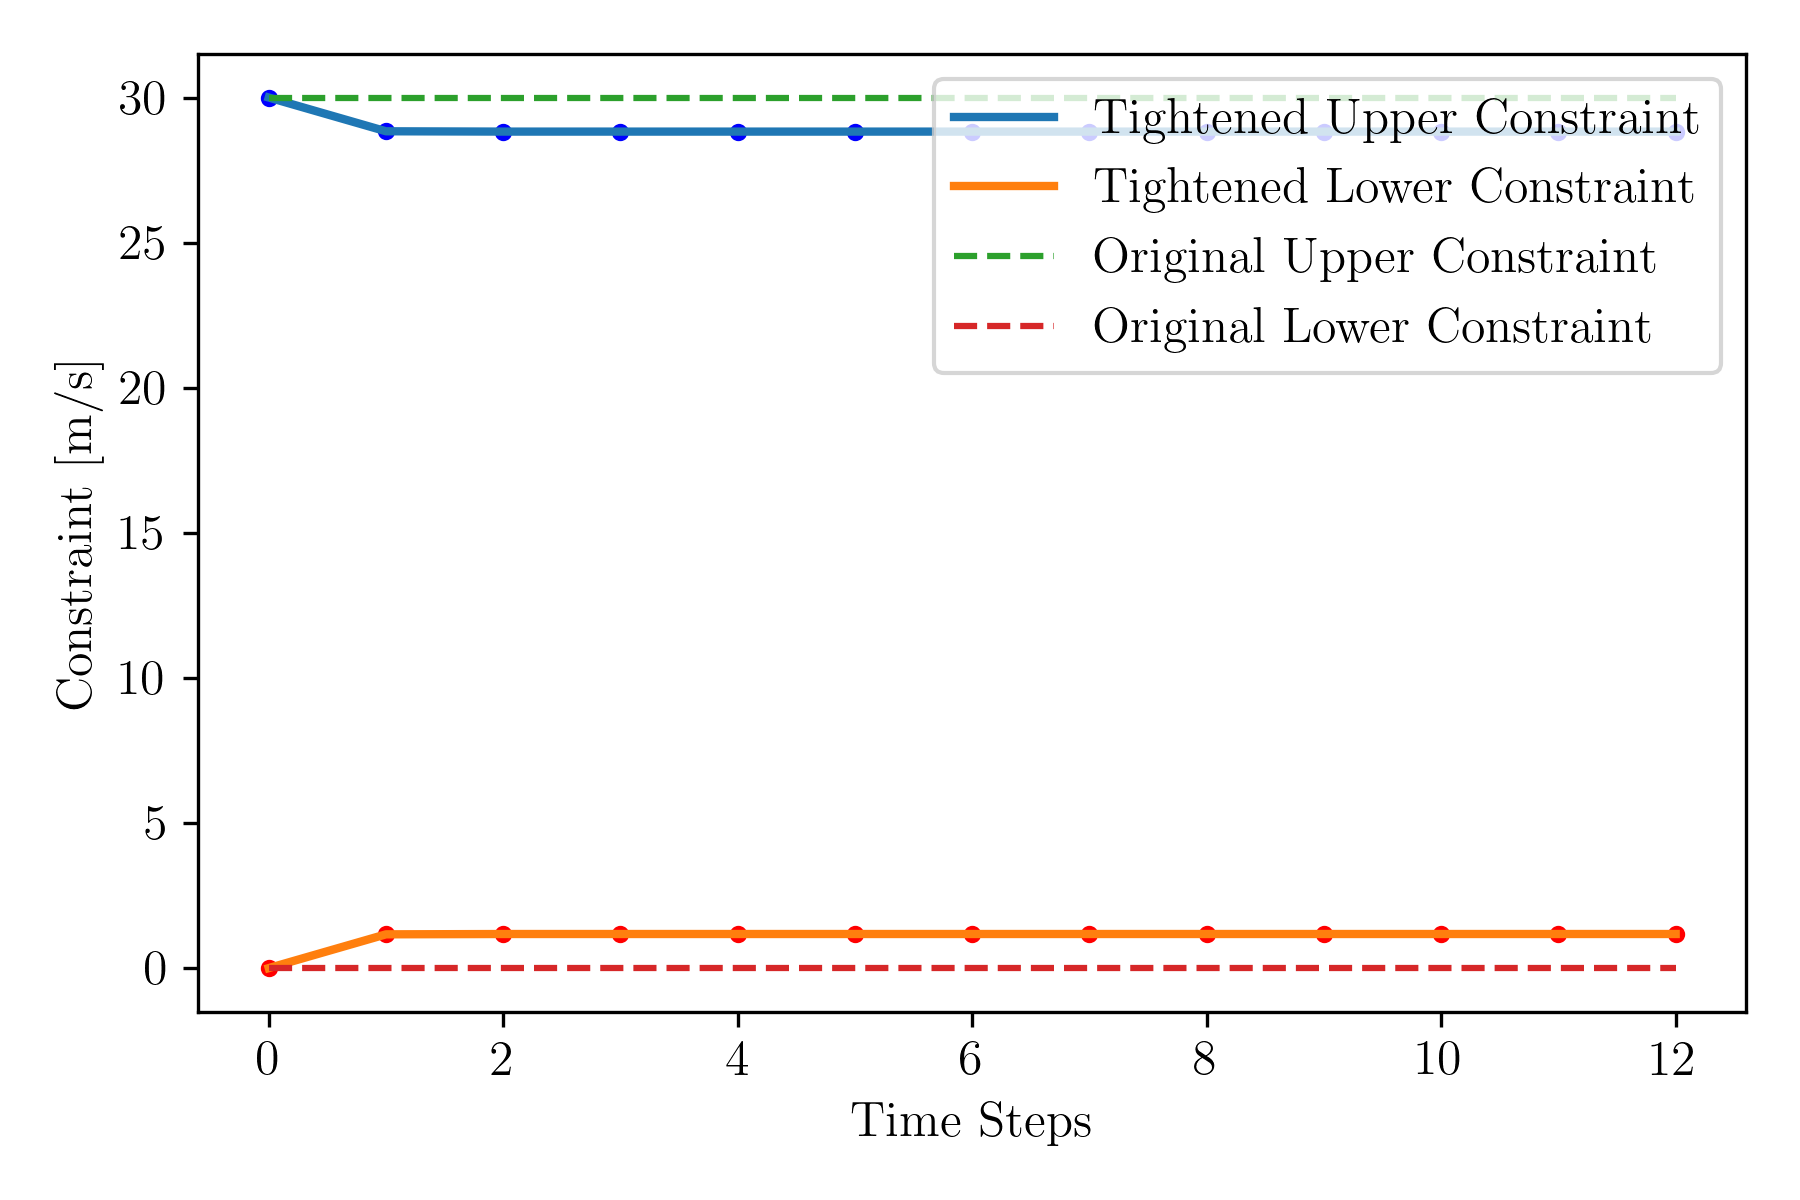 Tightened Upper Constraint
Tightened Lower Constraint
Original Upper Constraint
Original Lower Constraint
Constraint [m/s]
30
25
20
15
10
5
0
0 2 4 6 8 10 12
Time Steps